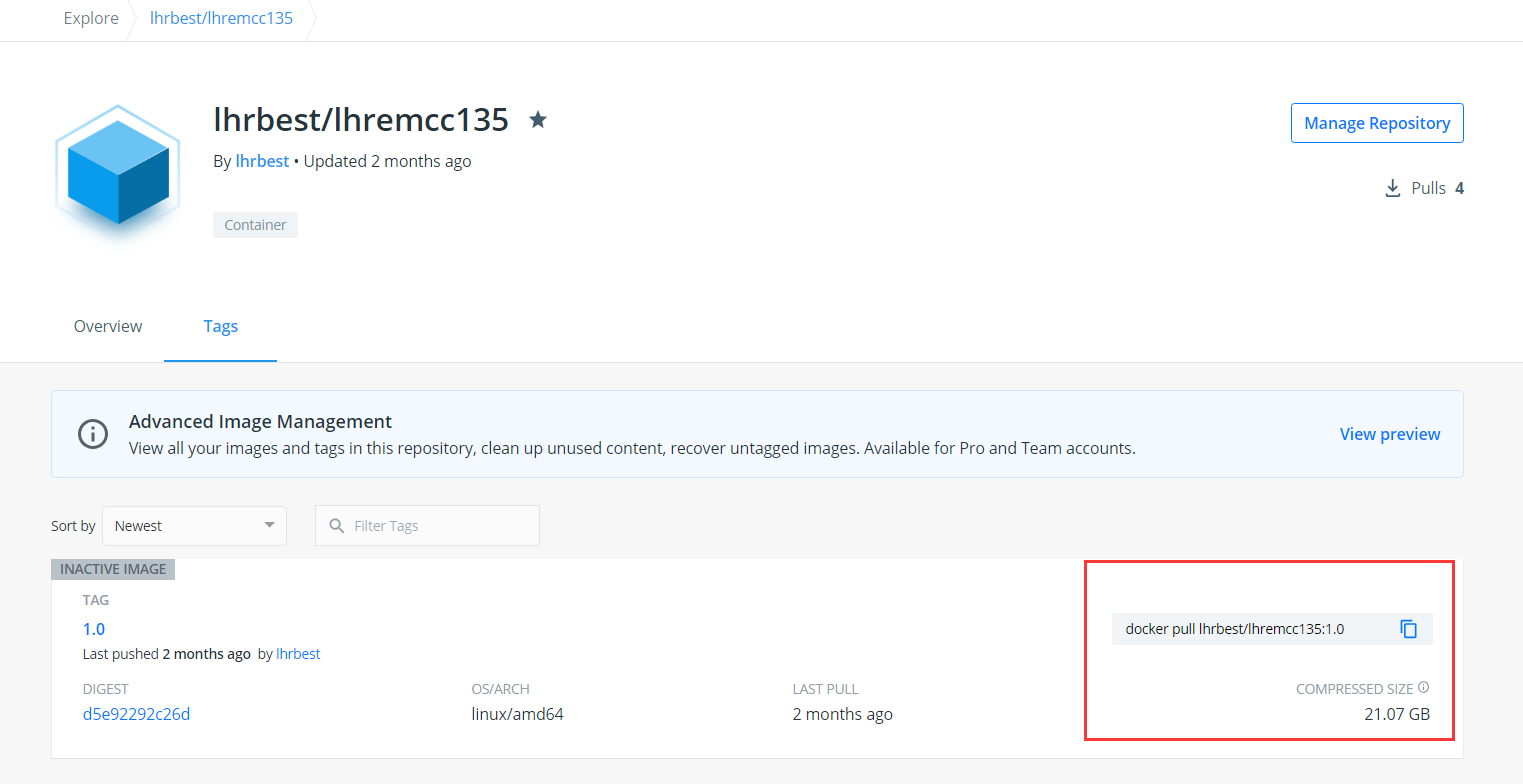 Explore lhrbest/lhremcc135
lhrbest/lhremcc135
Manage Repository
By lhrbest • Updated 2 months ago
Pulls 4
Container
Overview Tags
Advanced Image Management
View all your images and tags in this repository, clean up unused content, recover untagged images. Available for Pro and Team accounts.
View preview
Sort by Newest Filter Tags
INACTIVE IMAGE
TAG
1.0
docker pull lhrbest/lhremcc135:1.0
Last pushed 2 months ago by lhrbest
DIGEST OS/ARCH LAST PULL COMPRESSED SIZE
d5e92292c26d linux/amd64 2 months ago 21.07 GB